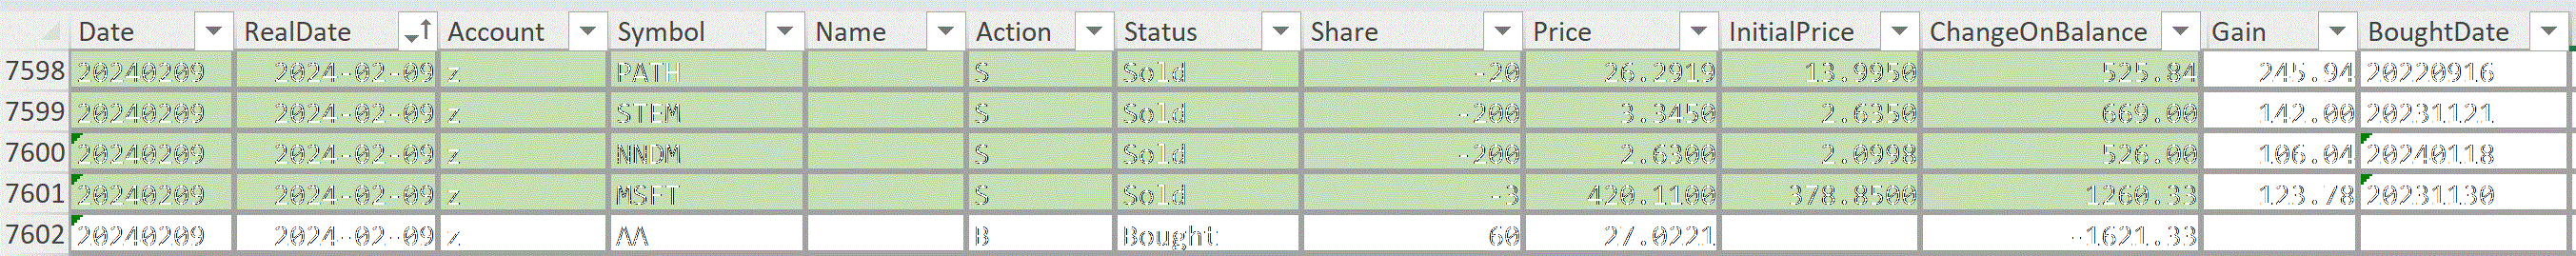 Date RealDate Account Symbol Name Action Status Share Price InitialPrice ChangeOnBalance Gain BoughtDate
7598 20240209 2024-02-09 z PATH S Sold -20 26.2919 13.9950 525.84 245.94 20220916
7599 20240209 2024-02-09 z STEM S Sold -200 3.3450 2.6350 669.00 142.00 20231121
7600 20240209 2024-02-09 z NNDM S Sold -200 2.6300 2.0998 526.00 106.04 20240118
7601 20240209 2024-02-09 z MSFT S Sold -3 420.1100 378.8500 1260.33 123.78 20231130
7602 20240209 2024-02-09 z AA B Bought 60 27.0221 -1621.33